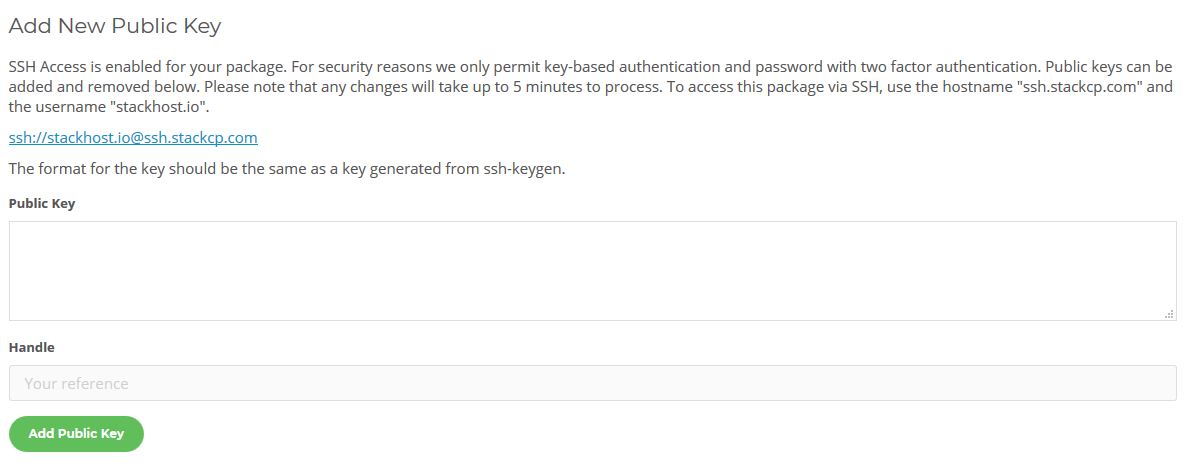 Add New Public Key
SSH Access is enabled for your package. For security reasons we only permit key-based authentication and password with two factor authentication. Public keys can be
added and removed below. Please note that any changes will take up to 5 minutes to process. To access this package via SSH, use the hostname "ssh.stackcp.com" and
the username "stackhost.io".
ssh://stackhost.io@ssh.stackcp.com
The format for the key should be the same as a key generated from ssh-keygen.
Public Key
Handle
Your reference
Add Public Key